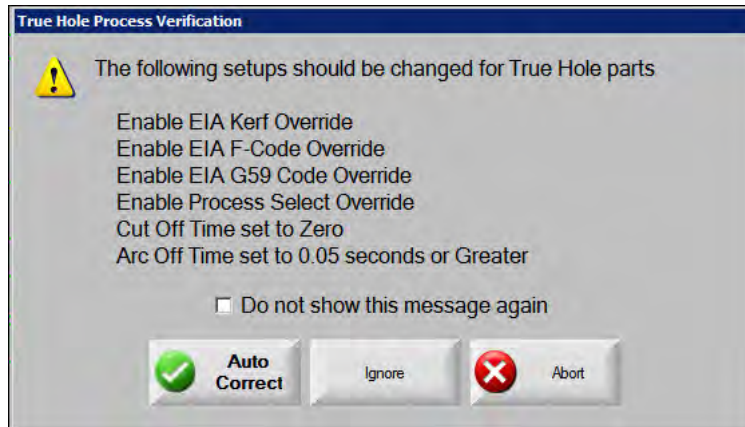 True Hole Process Verification
The following setups should be changed for True Hole parts
Enable EIA Kerf Override
Enable EIA F-Code Override
Enable EIA G59 Code Override
Enable Process Select Override
Cut Off Time set to Zero
Arc Off Time set to 0.05 seconds or Greater
Do not show this message again
Auto
Correct
Ignore
Abort